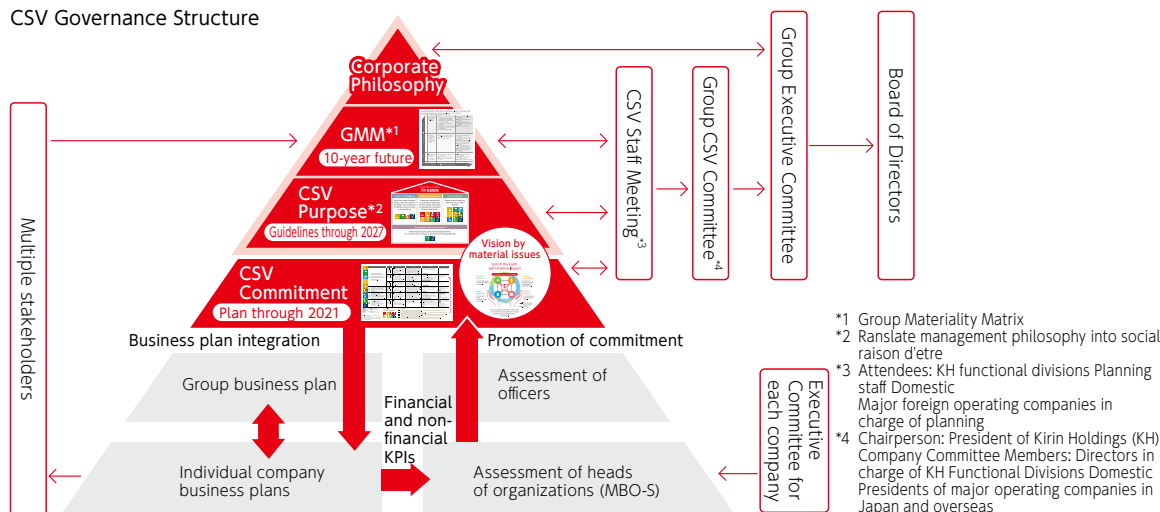 CSV Governance Structure
Corporate
Philosophy
GMM*1
10-year future
CSV
Purpose*2
Guidelines through 2027
KIRIN
Vision by
material issues
CSV
Commitment
Plan through 2021
Business plan integration
Promotion of commitment
Group business plan
Assessment of
officers
Financial
and non-
financial
KPIs
Individual company
business plans
Assessment of heads
of organizations (MBO-S)
Multiple stakeholders
CSV Staff Meeting*3
Group CSV Committee*4
Group Executive Committee
Board of Directors
Executive
Committee for
each company
*1 Group Materiality Matrix
*2 Ranslate management philosophy into social
raison d'etre
*3 Attendees: KH functional divisions Planning
staff Domestic
Major foreign operating companies in
charge of planning
*4 Chairperson: President of Kirin Holdings (KH)
Company Committee Members: Directors in
charge of KH Functional Divisions Domestic
Presidents of major operating companies in
Japan and overseas